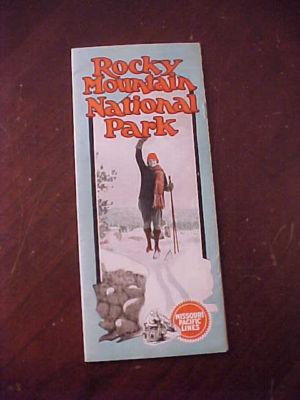 Rocky
Mountain
National
Park
MISSOURI
PACIFIC
LINES